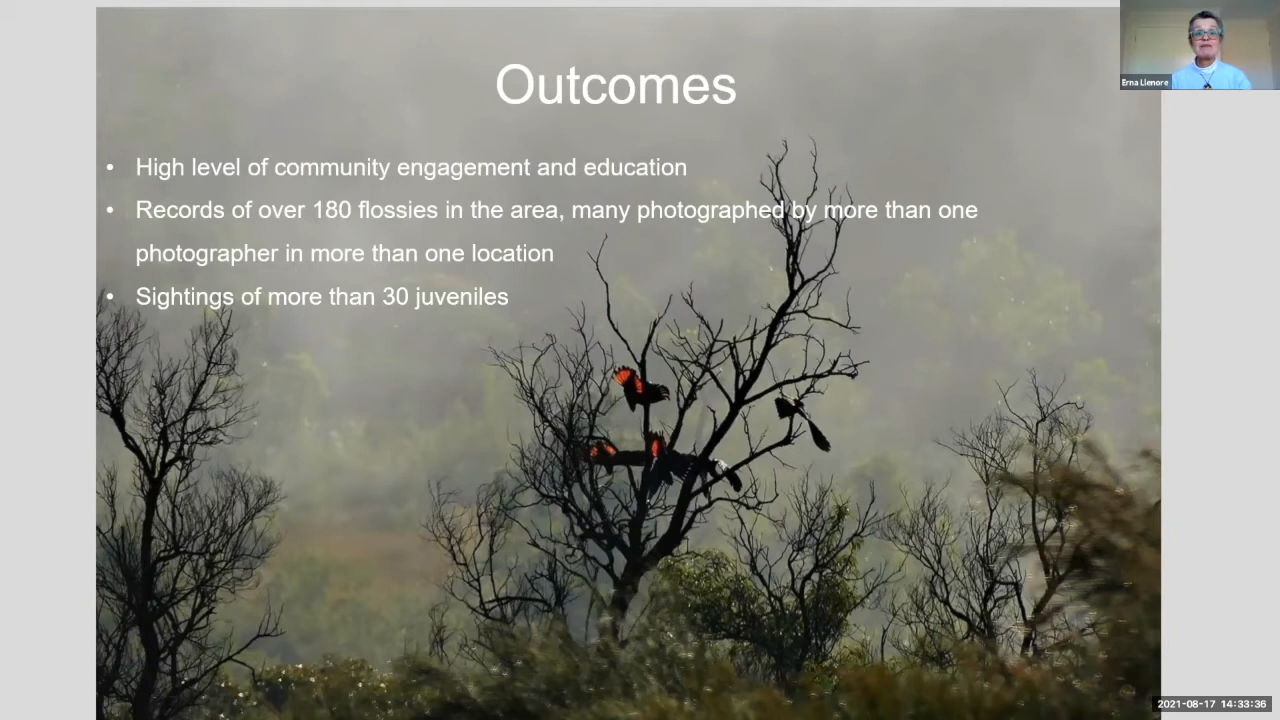 Outcomes
• High level of community engagement and education
• Records of over 180 flossies in the area, many photographed by more than one
photographer in more than one location
• Sightings of more than 30 juveniles
Erna Llenore
2021-08-17 14:33:36